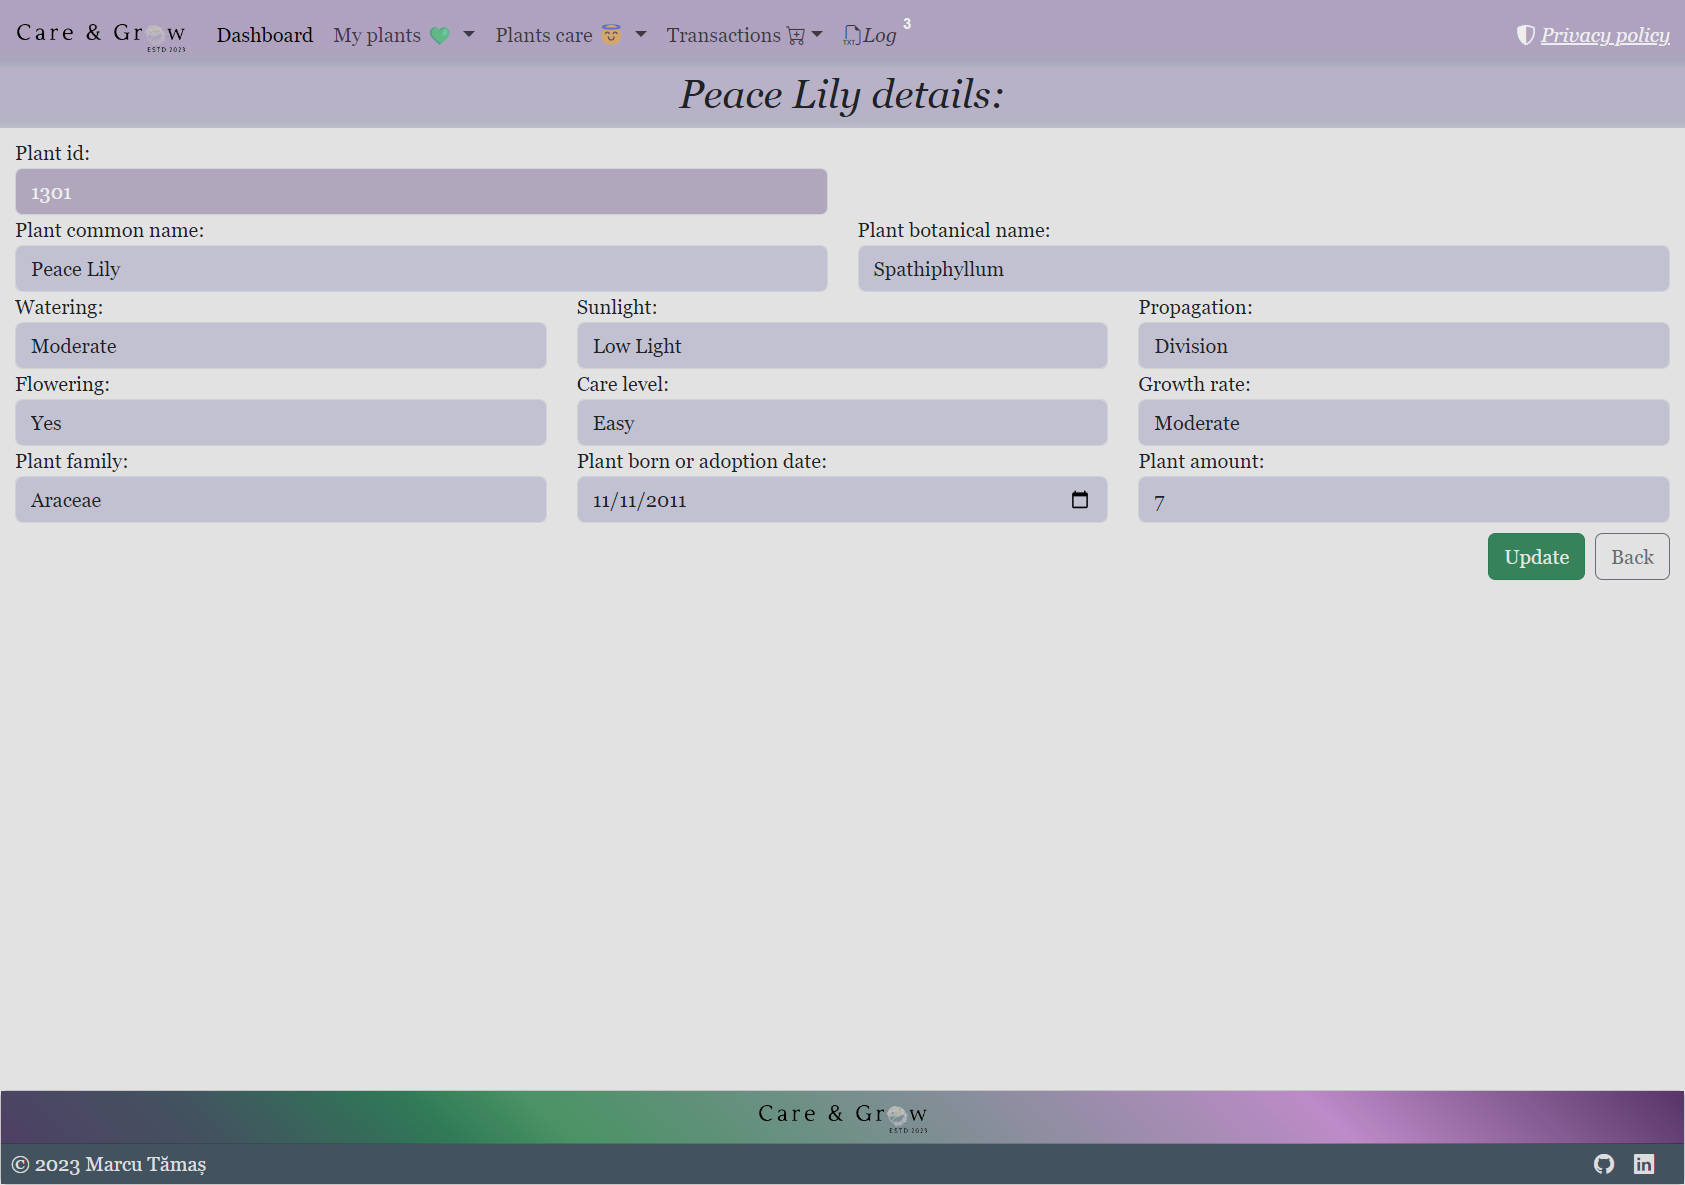 Care & Grow
ESTD 2023
Dashboard
My plants
Plants care
Transactions
TXT
Log
3
Privacy policy
Peace Lily details:
Plant id:
1301
Plant common name:
Plant botanical name:
Peace Lily
Spathiphyllum
Watering:
Sunlight:
Propagation:
Moderate
Low Light
Division
Flowering:
Care level:
Growth rate:
Yes
Easy
Moderate
Plant family:
Plant born or adoption date:
Plant amount:
Araceae
11/11/2011
7
Update
Back
Care & Grow
ESTD 2023
© 2023 Marcu Tămaș
in